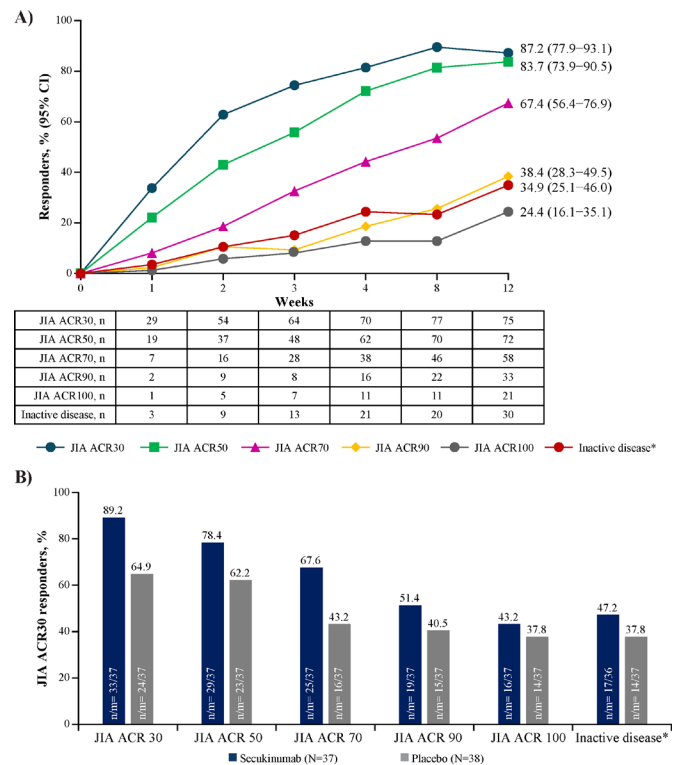 A)
Responders, % (95% CI)
100
80
60
40
20
0
87.2 (77.9−93.1)
83.7 (73.9−90.5)
67.4 (56.4−76.9)
38.4 (28.3−49.5)
34.9 (25.1−46.0)
24.4 (16.1−35.1)
0 1 2 3 4 8 12
Weeks
JIA ACR30, n 29 54 64 70 77 75
JIA ACR50, n 19 37 48 62 70 72
JIA ACR70, n 7 16 28 38 46 58
JIA ACR90, n 2 9 8 16 22 33
JIA ACR100, n 1 5 7 11 11 21
Inactive disease, n 3 9 13 21 20 30
JIA ACR30 JIA ACR50 JIA ACR70 JIA ACR90 JIA ACR100 Inactive disease*
B)
JIA ACR30 responders, %
100
80
60
40
20
0
89.2 64.9 78.4 62.2 67.6 43.2 51.4 40.5 43.2 37.8 47.2 37.8
n/m= 33/37 n/m= 24/37 n/m= 29/37 n/m= 23/37 n/m= 25/37 n/m= 16/37 n/m= 19/37 n/m= 15/37 n/m= 16/37 n/m= 14/37 n/m= 17/36 n/m= 14/37
JIA ACR 30 JIA ACR 50 JIA ACR 70 JIA ACR 90 JIA ACR 100 Inactive disease*
Secukinumab (N=37) Placebo (N=38)